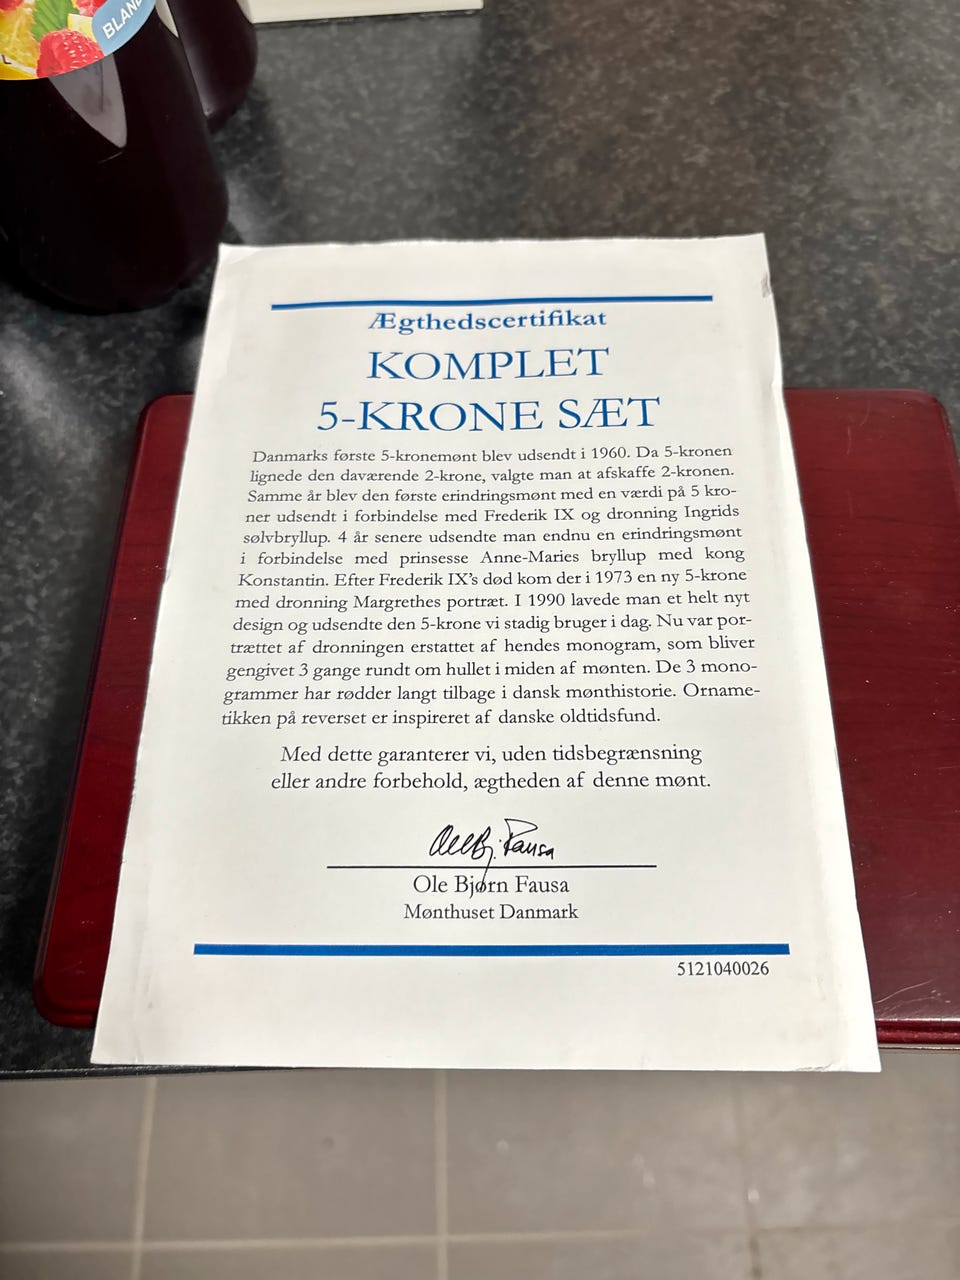 BLAND
Ægthedscertifikat
KOMPLET
5-KRONE SÆT
Danmarks første 5-kronemønt blev udsendt i 1960. Da 5-kronen
lignede den daværende 2-krone, valgte man at afskaffe 2-kronen.
Samme år blev den første erindringsmønt med en værdi på 5 kro-
ner udsendt i forbindelse med Frederik IX og dronning Ingrids
sølvbryllup. 4 år senere udsendte man endnu en erindringsmønt
i forbindelse med prinsesse Anne-Maries bryllup med kong
Konstantin. Efter Frederik IX's død kom der i 1973 en ny 5-krone
med dronning Margrethes portræt. I 1990 lavede man et helt nyt
design og udsendte den 5-krone vi stadig bruger i dag. Nu var por-
trættet af dronningen erstattet af hendes monogram, som bliver
gengivet 3 gange rundt om hullet i miden af mønten. De 3 mono-
grammer har rødder langt tilbage i dansk mønthistorie. Orname-
tikken på reverset er inspireret af danske oldtidsfund.
Med dette garanterer vi, uden tidsbegrænsning
eller andre forbehold, ægtheden af denne mønt.
Ole Bj. Fausa
Ole Bjørn Fausa
Mønthuset Danmark
5121040026